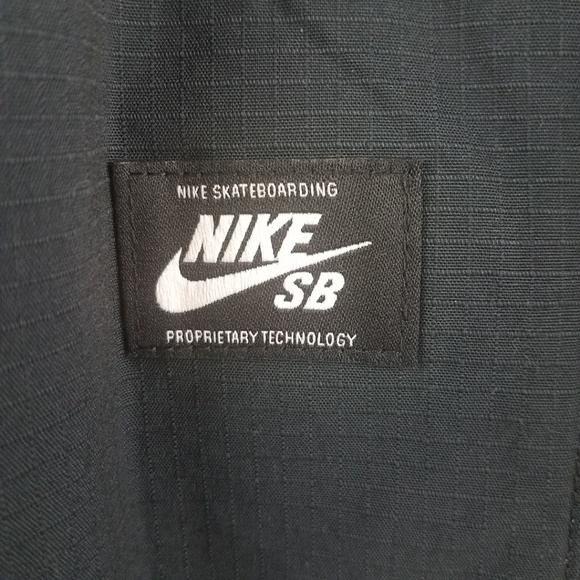 NIKE SKATEBOARDING
NIKE
SB
PROPRIETARY TECHNOLOGY